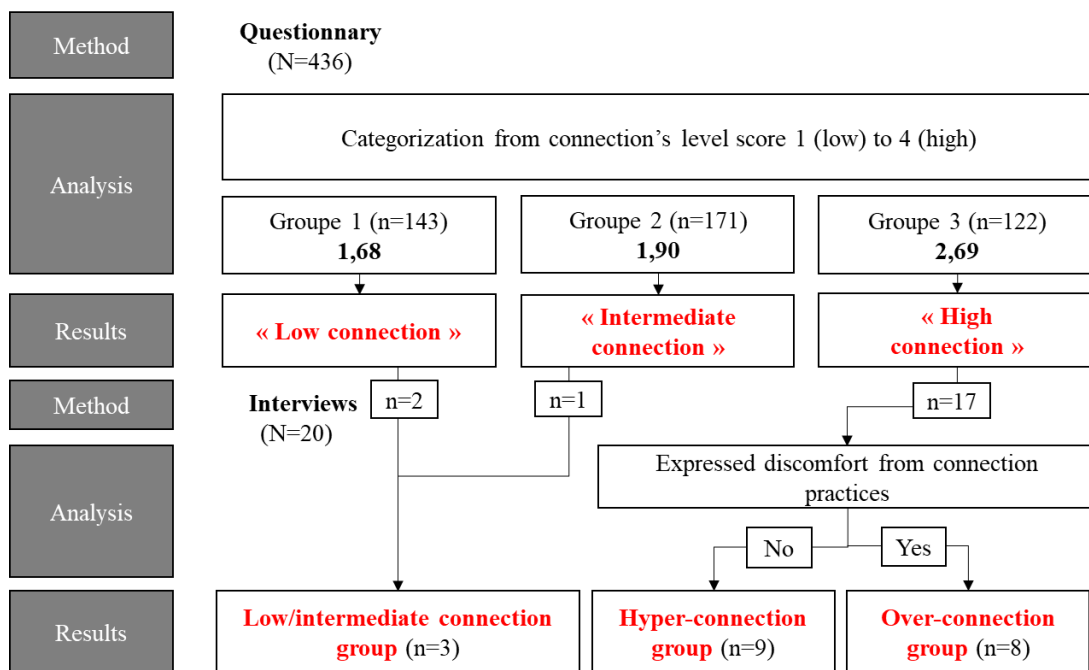 Method
Questionnary
(N=436)
Analysis
Categorization from connection’s level score 1 (low) to 4 (high)
Groupe 1 (n=143)
1,68
Groupe 2 (n=171)
1,90
Groupe 3 (n=122)
2,69
Results
« Low connection »
« Intermediate
connection »
« High
connection »
Method
Interviews
(N=20)
n=2
n=1
n=17
Analysis
Expressed discomfort from connection
practices
No
Yes
Results
Low/intermediate connection
group (n=3)
Hyper-connection
group (n=9)
Over-connection
group (n=8)